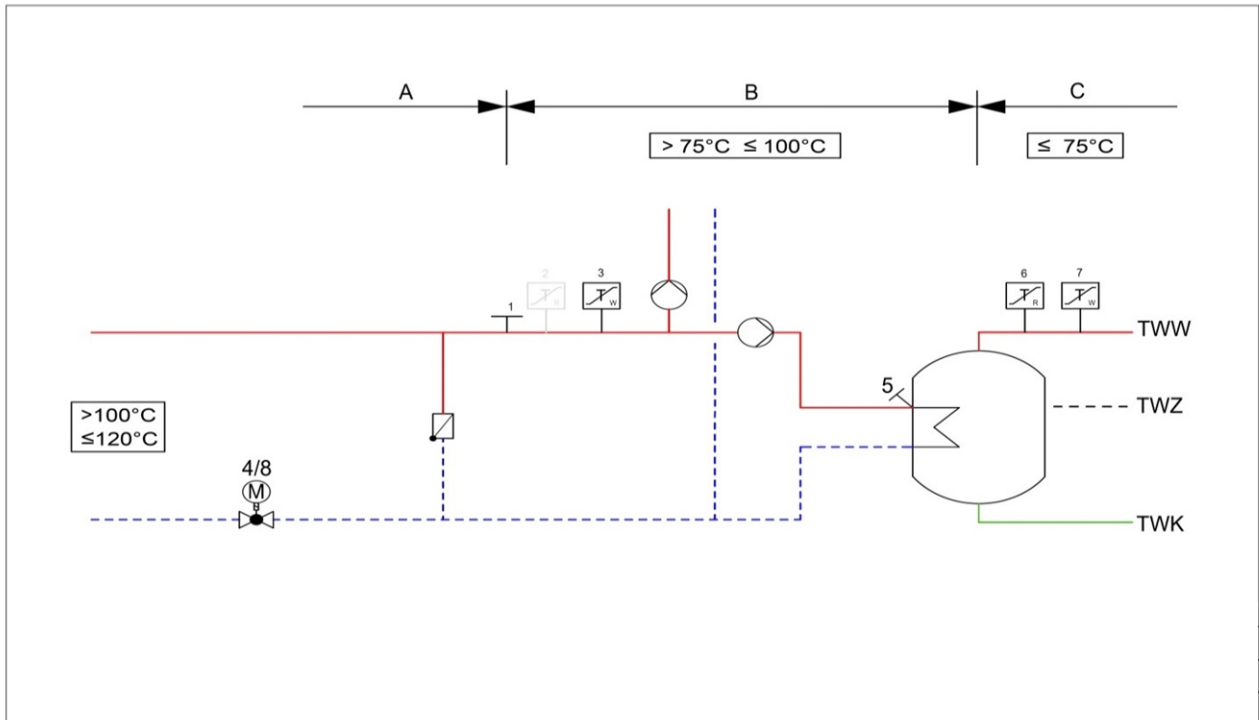 A
B
C
> 75°C ≤ 100°C
≤ 75°C
1
2
T R
3
T W
6
T R
7
T W
TWW
5
TWZ
>100°C
≤120°C
4/8
M
TWK